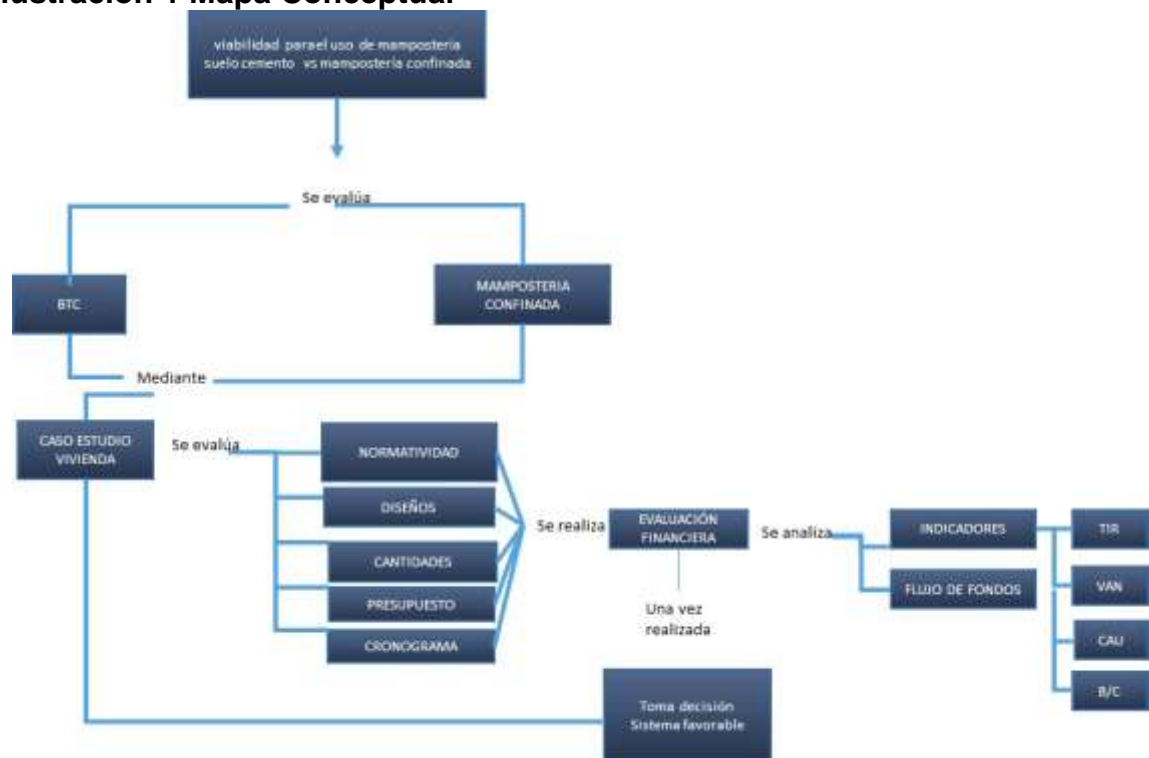 Mapa Conceptual
viabilidad para el uso de mampostería
suelo cemento vs mampostería confinada
Se evalúa
BTC
MAMPOSTERIA
CONFINADA
Mediante
CASO ESTUDIO
VIVIENDA
Se evalúa
NORMATIVIDAD
DISEÑOS
CANTIDADES
PRESUPUESTO
CRONOGRAMA
Se realiza
EVALUACIÓN
FINANCIERA
Una vez
realizada
Se analiza
INDICADORES
FLUJO DE FONDOS
TIR
VAN
CAU
B/C
Toma decisión
Sistema favorable